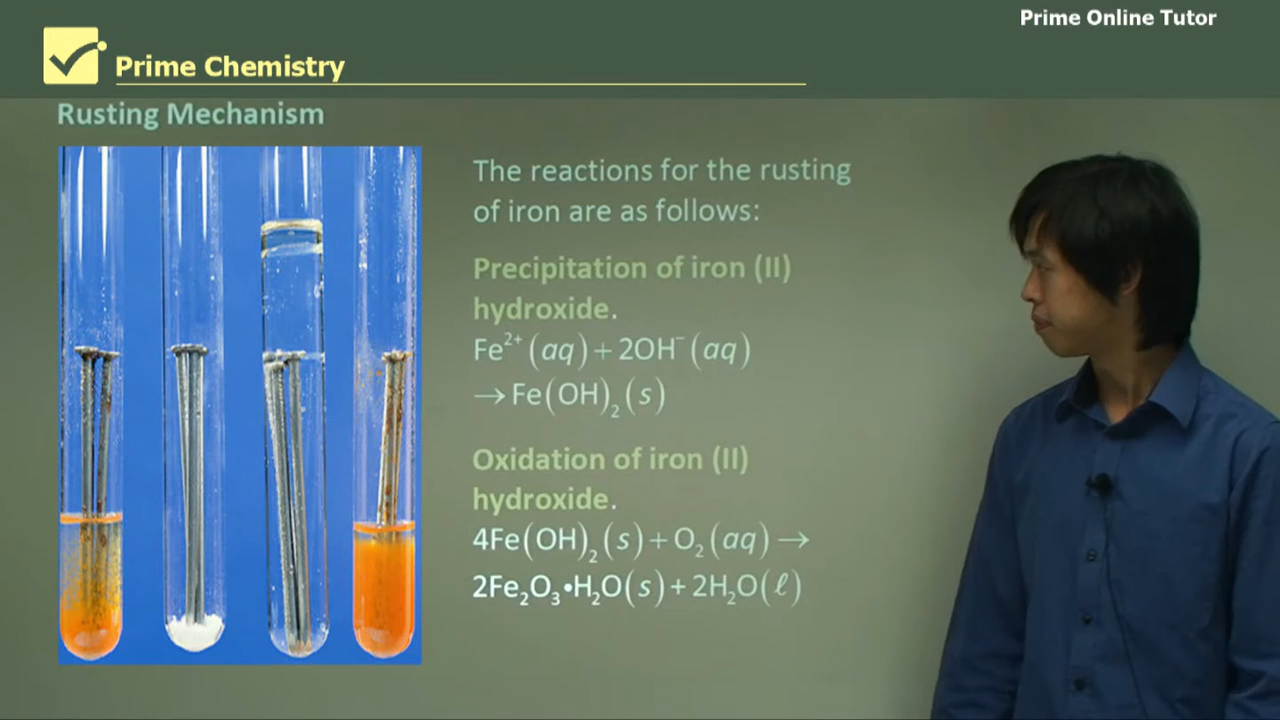 Prime Online Tutor
Prime Chemistry
Rusting Mechanism
The reactions for the rusting
of iron are as follows:
Precipitation of iron (II)
hydroxide.
Fe²⁺(aq) + 2OH⁻(aq)
→ Fe(OH)₂(s)
Oxidation of iron (II)
hydroxide.
4Fe(OH)₂(s) + O₂(aq) →
2Fe₂O₃•H₂O(s) + 2H₂O(ℓ)